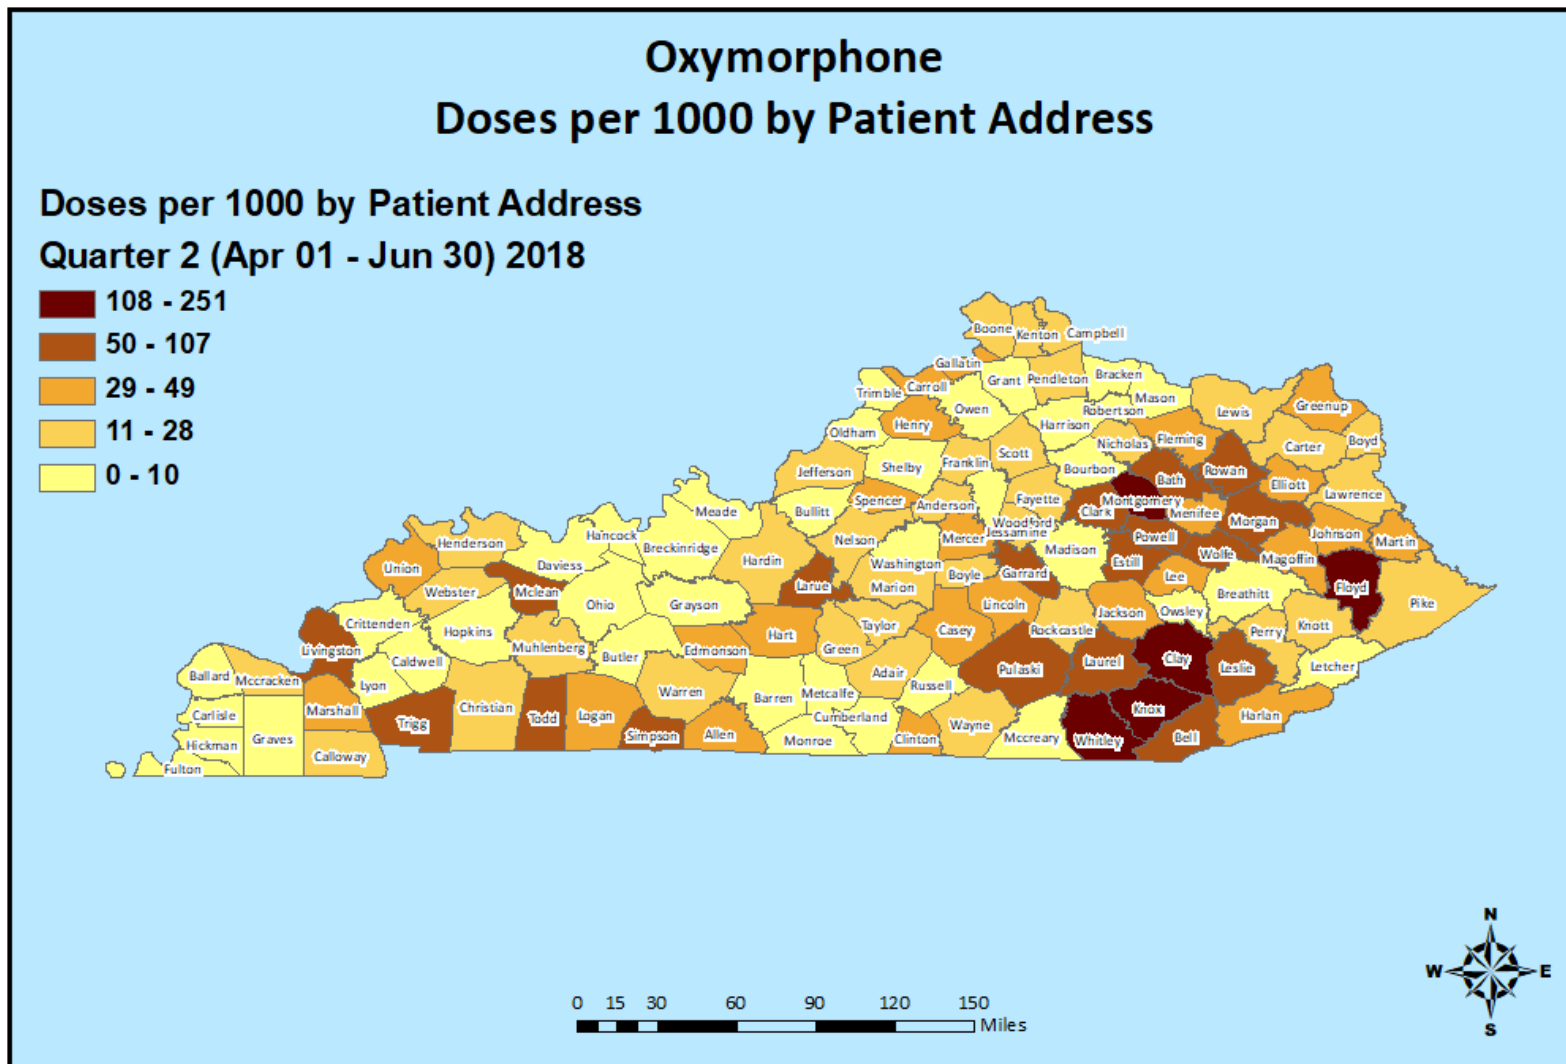 Oxymorphone
Doses per 1000 by Patient Address
Doses per 1000 by Patient Address
Quarter 2 (Apr 01 - Jun 30) 2018
108 - 251
50 - 107
29 - 49
11 - 28
0 - 10
Boone
Kenton
Campbell
Gallatin
Grant
Pendleton
Bracken
Trimble
Carroll
Mason
Owen
Robertson
Lewis
Greenup
Oldham
Henry
Harrison
Nicholas
Fleming
Carter
Boyd
Jefferson
Shelby
Franklin
Scott
Bourbon
Bath
Rowan
Elliott
Lawrence
Meade
Bullitt
Spencer
Anderson
Fayette
Clark
Montgomery
Menifee
Morgan
Woodford
Jessamine
Henderson
Hancock
Breckinridge
Nelson
Mercer
Madison
Powell
Johnson
Martin
Union
Daviess
Hardin
Washington
Estill
Wolfe
Magoffin
Webster
Mclean
Larue
Marion
Boyle
Garrard
Lee
Floyd
Ohio
Grayson
Lincoln
Jackson
Owsley
Breathitt
Pike
Crittenden
Hopkins
Hart
Taylor
Casey
Rockcastle
Perry
Knott
Livingston
Caldwell
Muhlenberg
Butler
Edmonson
Green
Adair
Pulaski
Laurel
Clay
Leslie
Letcher
Ballard
Mccracken
Lyon
Warren
Barren
Metcalfe
Russell
Carlisle
Marshall
Trigg
Christian
Todd
Logan
Simpson
Allen
Cumberland
Monroe
Clinton
Wayne
Mccreary
Whitley
Knox
Bell
Harlan
Hickman
Graves
Calloway
Fulton
N
W
E
S
0 15 30 60 90 120 150
Miles